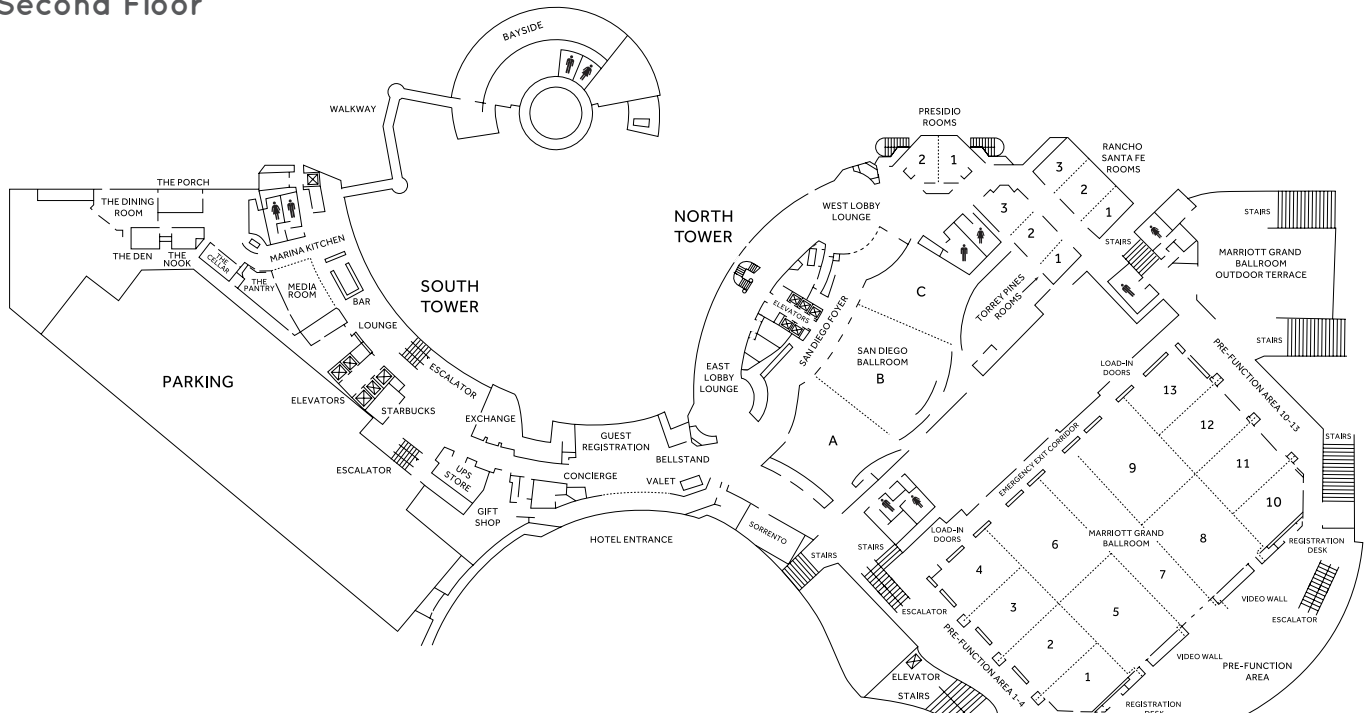 Second Floor
BAYSIDE
WALKWAY
PRESIDIO
ROOMS
2
1
RANCHO
SANTA FE
ROOMS
3
2
1
THE PORCH
THE DINING
ROOM
THE DEN
THE
NOOK
THE
CELLAR
THE
PANTRY
MARINA KITCHEN
MEDIA
ROOM
BAR
LOUNGE
SOUTH
TOWER
NORTH
TOWER
WEST LOBBY
LOUNGE
3
2
1
TORREY PINES
ROOMS
STAIRS
STAIRS
MARRIOTT GRAND
BALLROOM
OUTDOOR TERRACE
STAIRS
ELEVATORS
SAN DIEGO FOYER
C
SAN DIEGO
BALLROOM
B
A
EAST
LOBBY
LOUNGE
PARKING
ELEVATORS
ESCALATOR
STARBUCKS
EXCHANGE
ESCALATOR
UPS
STORE
GIFT
SHOP
GUEST
REGISTRATION
CONCIERGE
BELLSTAND
VALET
HOTEL ENTRANCE
SORRENTO
STAIRS
STAIRS
ESCALATOR
LOAD-IN
DOORS
EMERGENCY EXIT CORRIDOR
LOAD-IN
DOORS
PRE-FUNCTION AREA 10-13
STAIRS
13
12
11
10
9
8
MARRIOTT GRAND
BALLROOM
7
6
5
4
3
2
1
REGISTRATION
DESK
VIDEO WALL
ESCALATOR
VIDEO WALL
PRE-FUNCTION
AREA
PRE-FUNCTION AREA 1-4
ELEVATOR
STAIRS
REGISTRATION
DESK